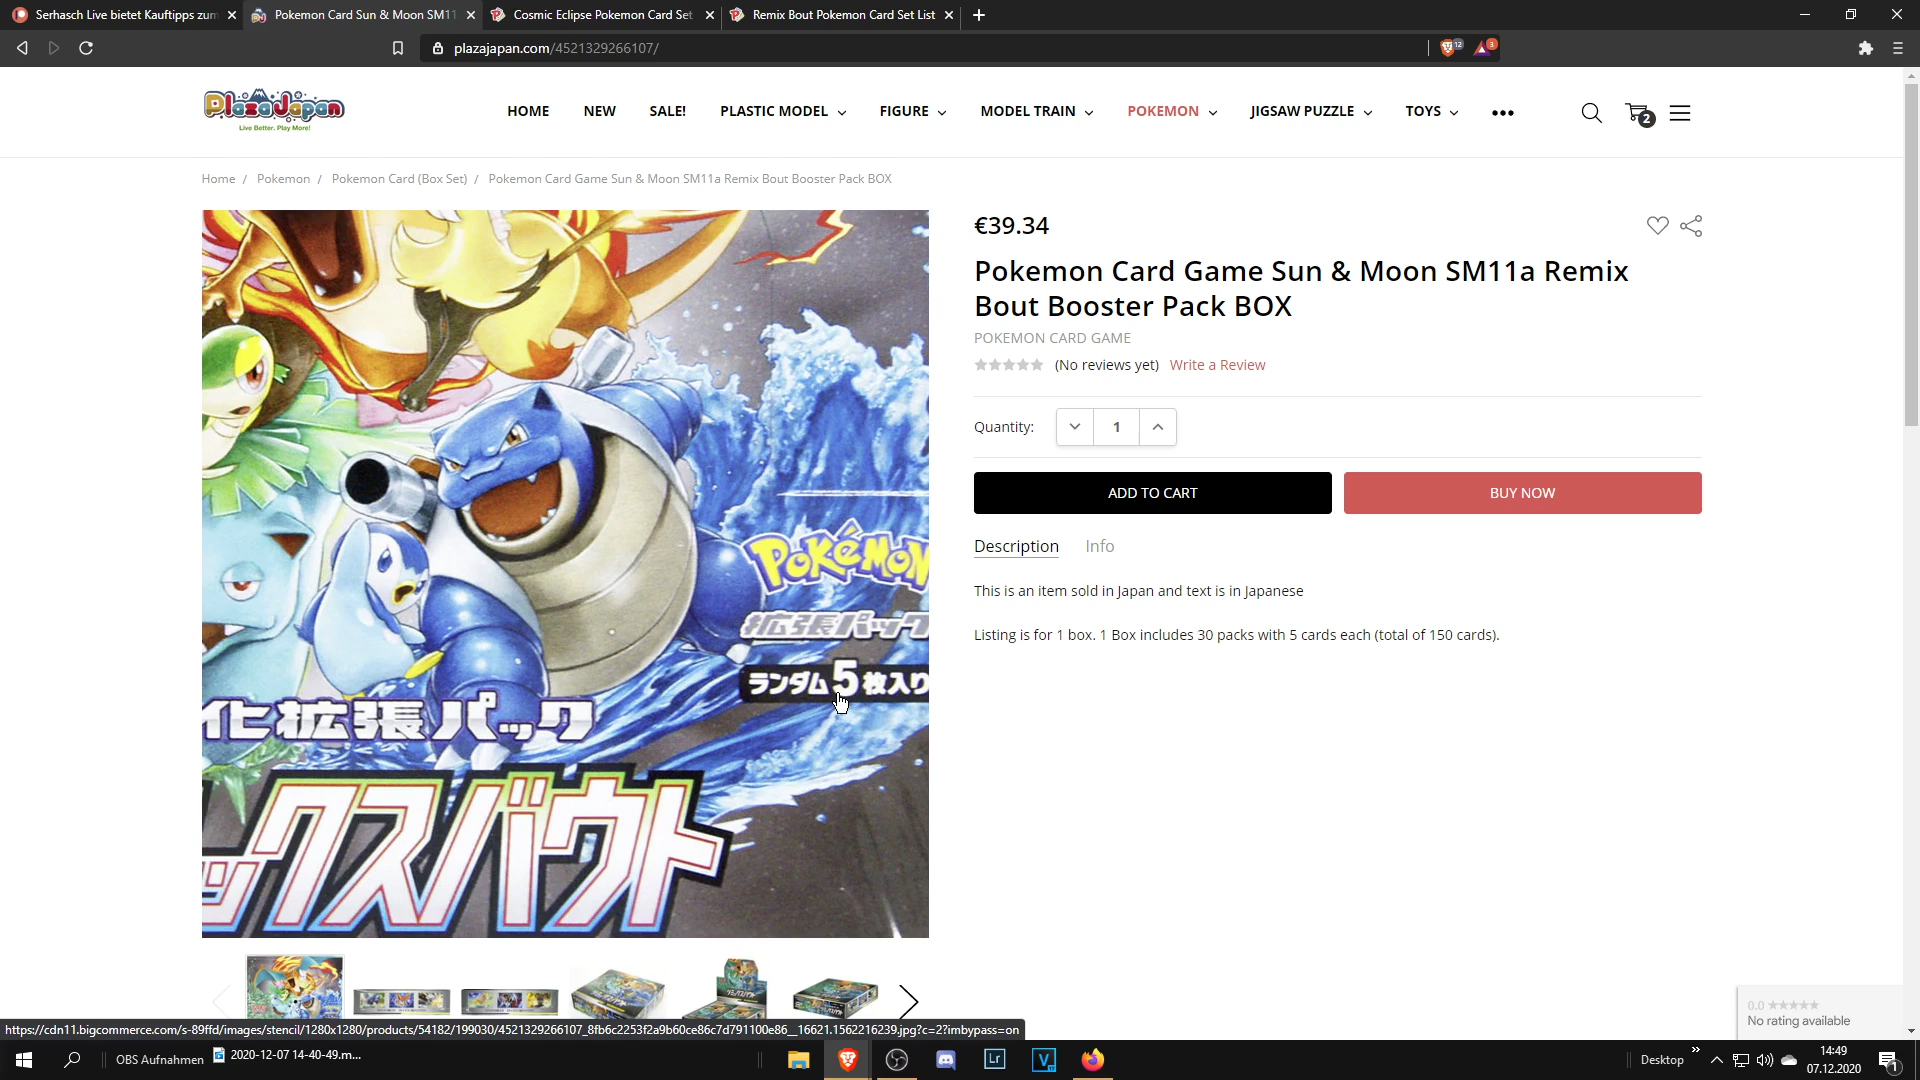 Serhasch Live bietet Kauftipps zum
Pokemon Card Sun & Moon SM11
Cosmic Eclipse Pokemon Card Set
Remix Bout Pokemon Card Set List
plazajapan.com/4521329266107/
12
3
PlazaJapan
Live Better. Play More!
HOME
NEW
SALE!
PLASTIC MODEL
FIGURE
MODEL TRAIN
POKEMON
JIGSAW PUZZLE
TOYS
2
Home / Pokemon / Pokemon Card (Box Set) / Pokemon Card Game Sun & Moon SM11a Remix Bout Booster Pack BOX
€39.34
Pokemon Card Game Sun & Moon SM11a Remix
Bout Booster Pack BOX
POKEMON CARD GAME
(No reviews yet) Write a Review
Quantity:
1
ADD TO CART
BUY NOW
Description
Info
This is an item sold in Japan and text is in Japanese
Listing is for 1 box. 1 Box includes 30 packs with 5 cards each (total of 150 cards).
POKéMON
拡張パック
ランダム5枚入り
化拡張パック
ックスバウト
0.0
No rating available
https://cdn11.bigcommerce.com/s-89ffd/images/stencil/1280x1280/products/54182/199030/4521329266107_8fb6c2253f2a9b60ce86c7d791100e86__16621.1562216239.jpg?c=2?imbypass=on
OBS Aufnahmen
2020-12-07 14-40-49.m...
Lr
V
Desktop
14:49
07.12.2020
1